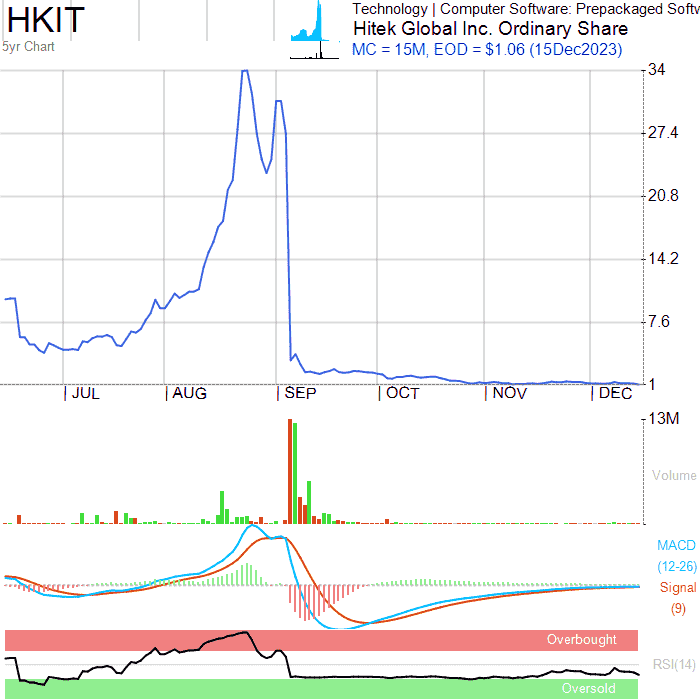 HKIT
5yr Chart
Technology | Computer Software: Prepackaged Softw
Hitek Global Inc. Ordinary Share
MC = 15M, EOD = $1.06 (15Dec2023)
34
27.4
20.8
14.2
7.6
1
JUL AUG SEP OCT NOV DEC
13M
Volume
MACD
(12-26)
Signal
(9)
Overbought
RSI(14)
Oversold